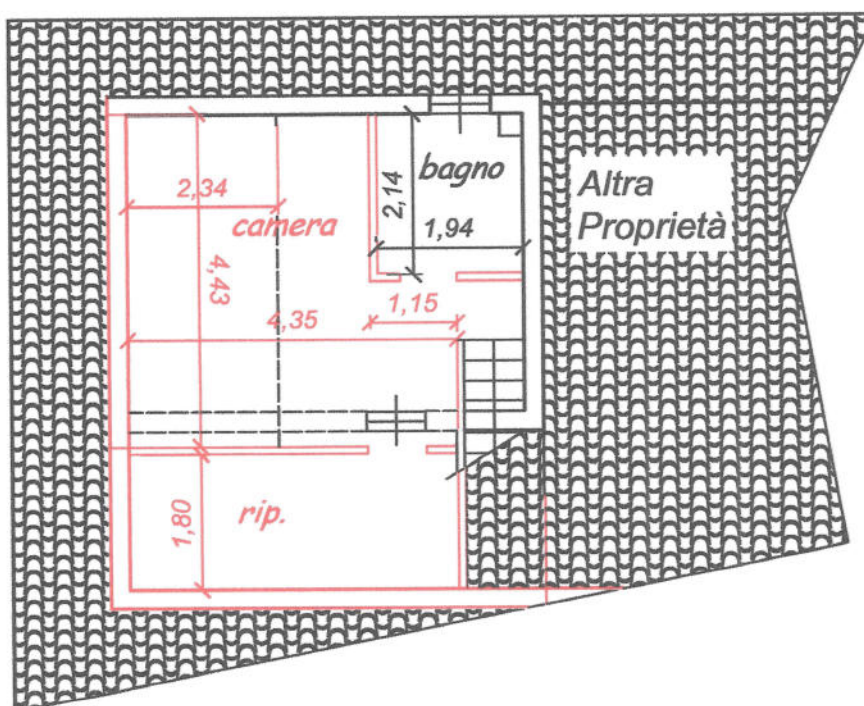 bagno
Altra
Proprietà
2,34
2,14
camera
1,94
4,43
1,15
4,35
1,80
rip.